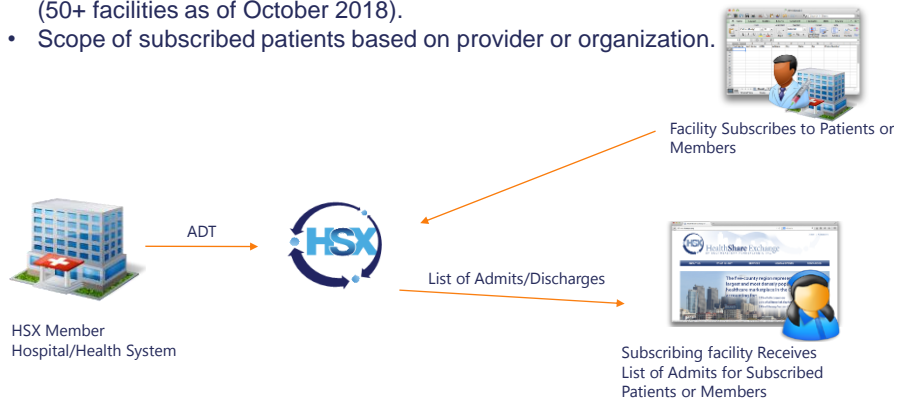 (50+ facilities as of October 2018).
• Scope of subscribed patients based on provider or organization.
Facility Subscribes to Patients or
Members
ADT
HSX
List of Admits/Discharges
HSX
HealthShare Exchange
HSX Member
Hospital/Health System
Subscribing facility Receives
List of Admits for Subscribed
Patients or Members